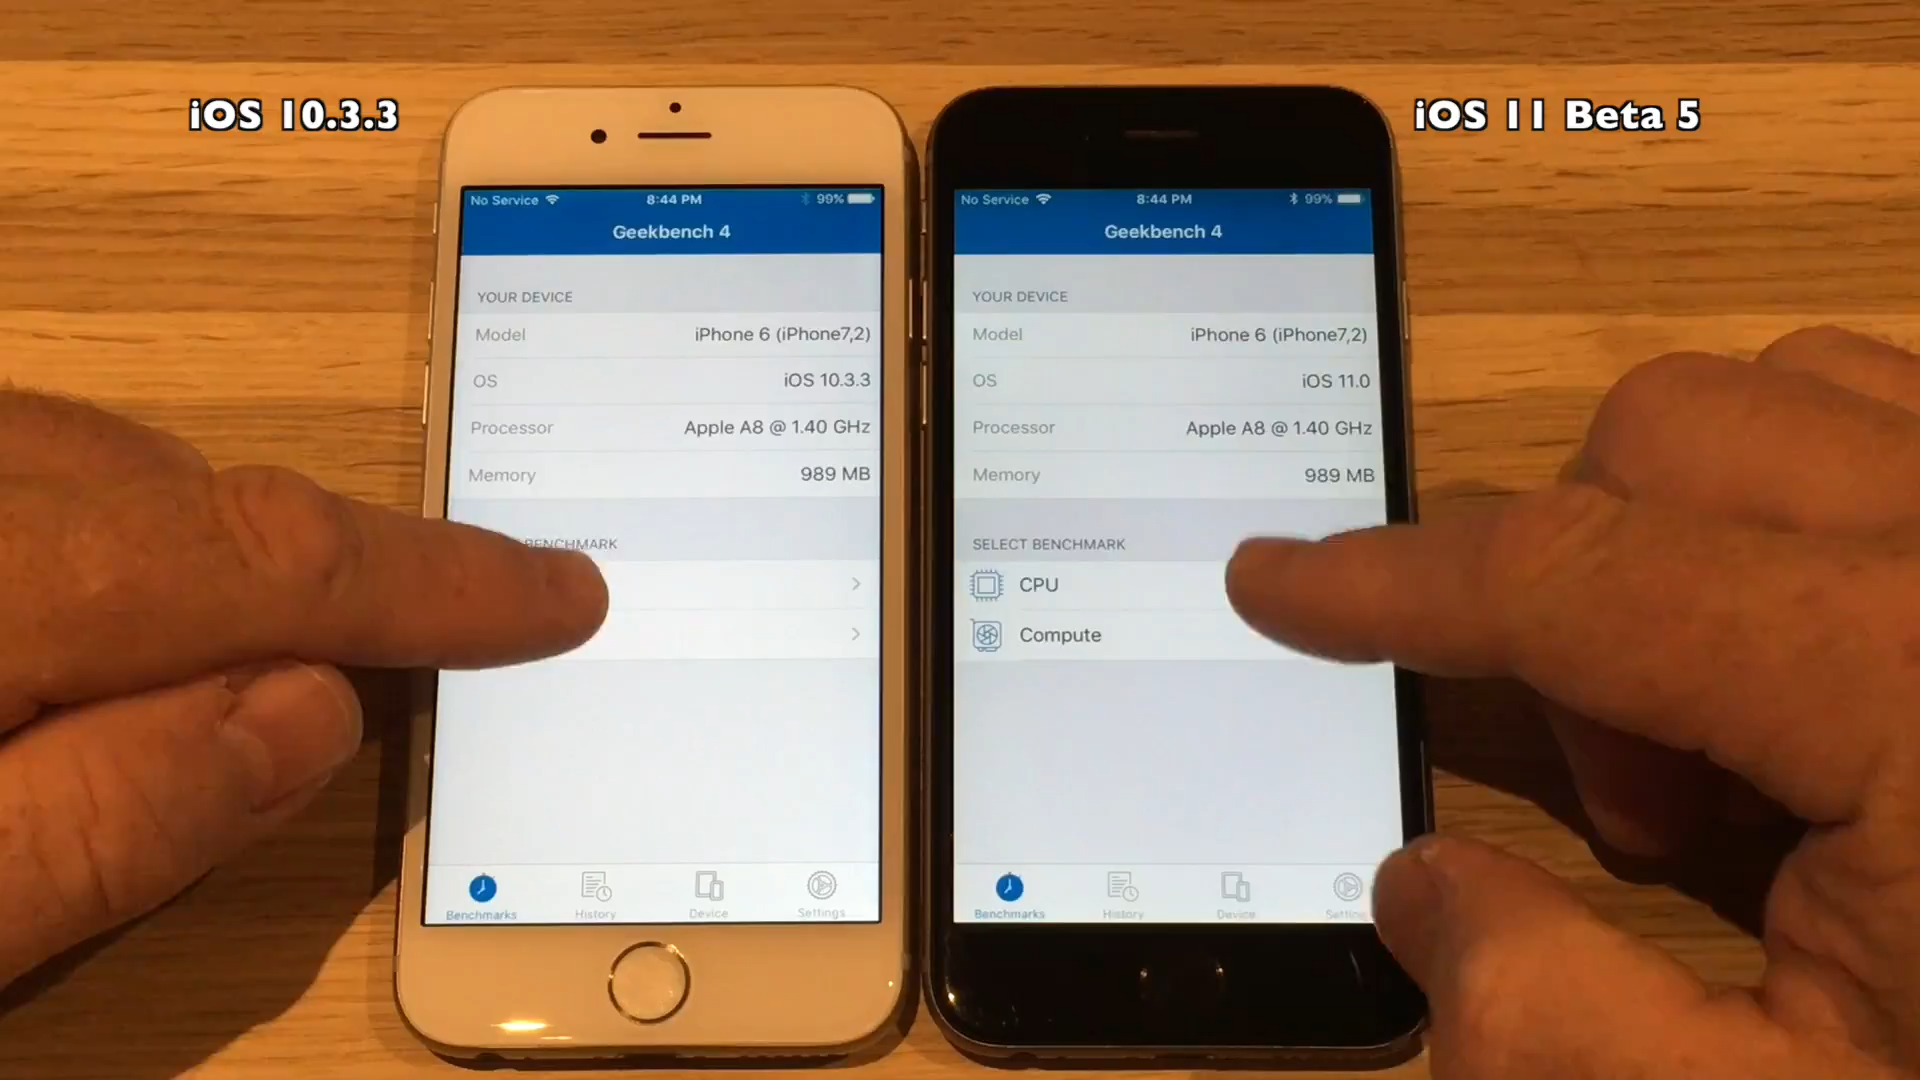 iOS 10.3.3
iOS 11 Beta 5
No Service 8:44 PM 99%
Geekbench 4
YOUR DEVICE
Model iPhone 6 (iPhone7,2)
OS iOS 10.3.3
Processor Apple A8 @ 1.40 GHz
Memory 989 MB
BENCHMARK
Benchmarks History Device Settings
No Service 8:44 PM 99%
Geekbench 4
YOUR DEVICE
Model iPhone 6 (iPhone7,2)
OS iOS 11.0
Processor Apple A8 @ 1.40 GHz
Memory 989 MB
SELECT BENCHMARK
CPU
Compute
Benchmarks History Device Setting